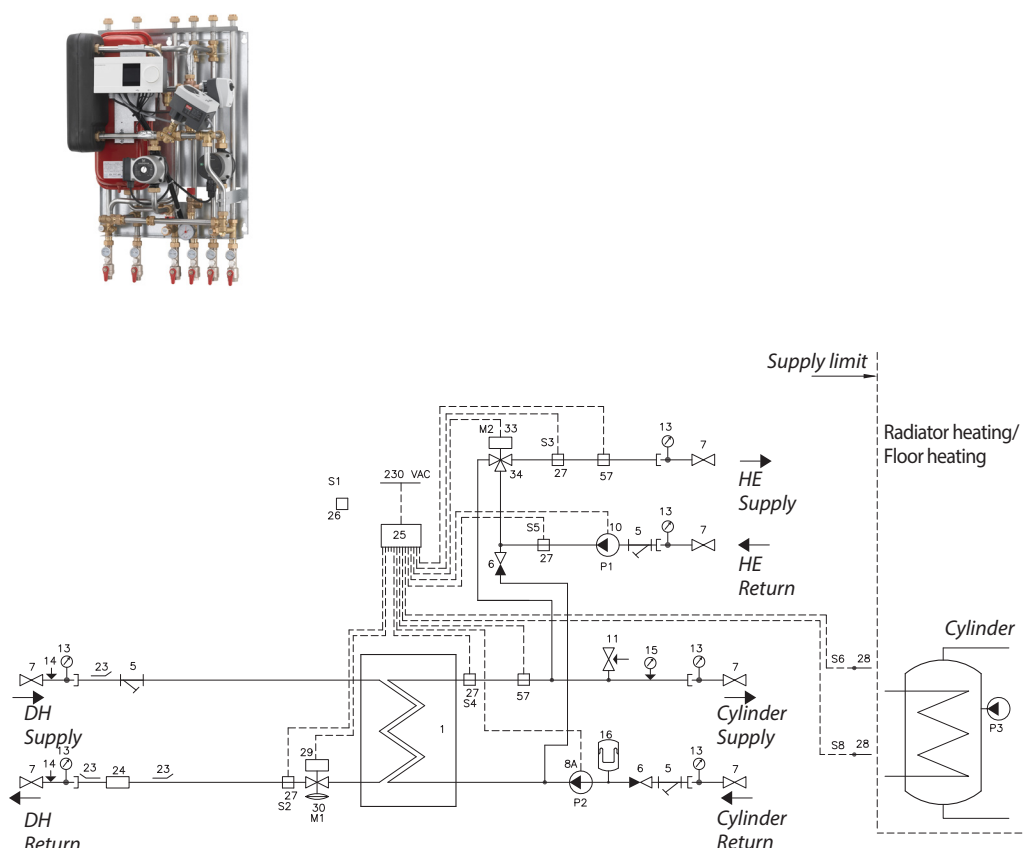 Supply limit
Radiator heating/
Floor heating
M2 33
S3
13
7
34
27
57
HE
Supply
S1
230 VAC
26
25
S5
10
5
13
7
27
P1
6
HE
Return
Cylinder
S6 28
P3
S8 28
7
14
13
23
5
DH
Supply
11
15
13
7
27
S4
57
Cylinder
Supply
1
7
14
13
23
24
23
29
27
S2
30
M1
8A
P2
16
6
5
13
7
DH
Return
Cylinder
Return